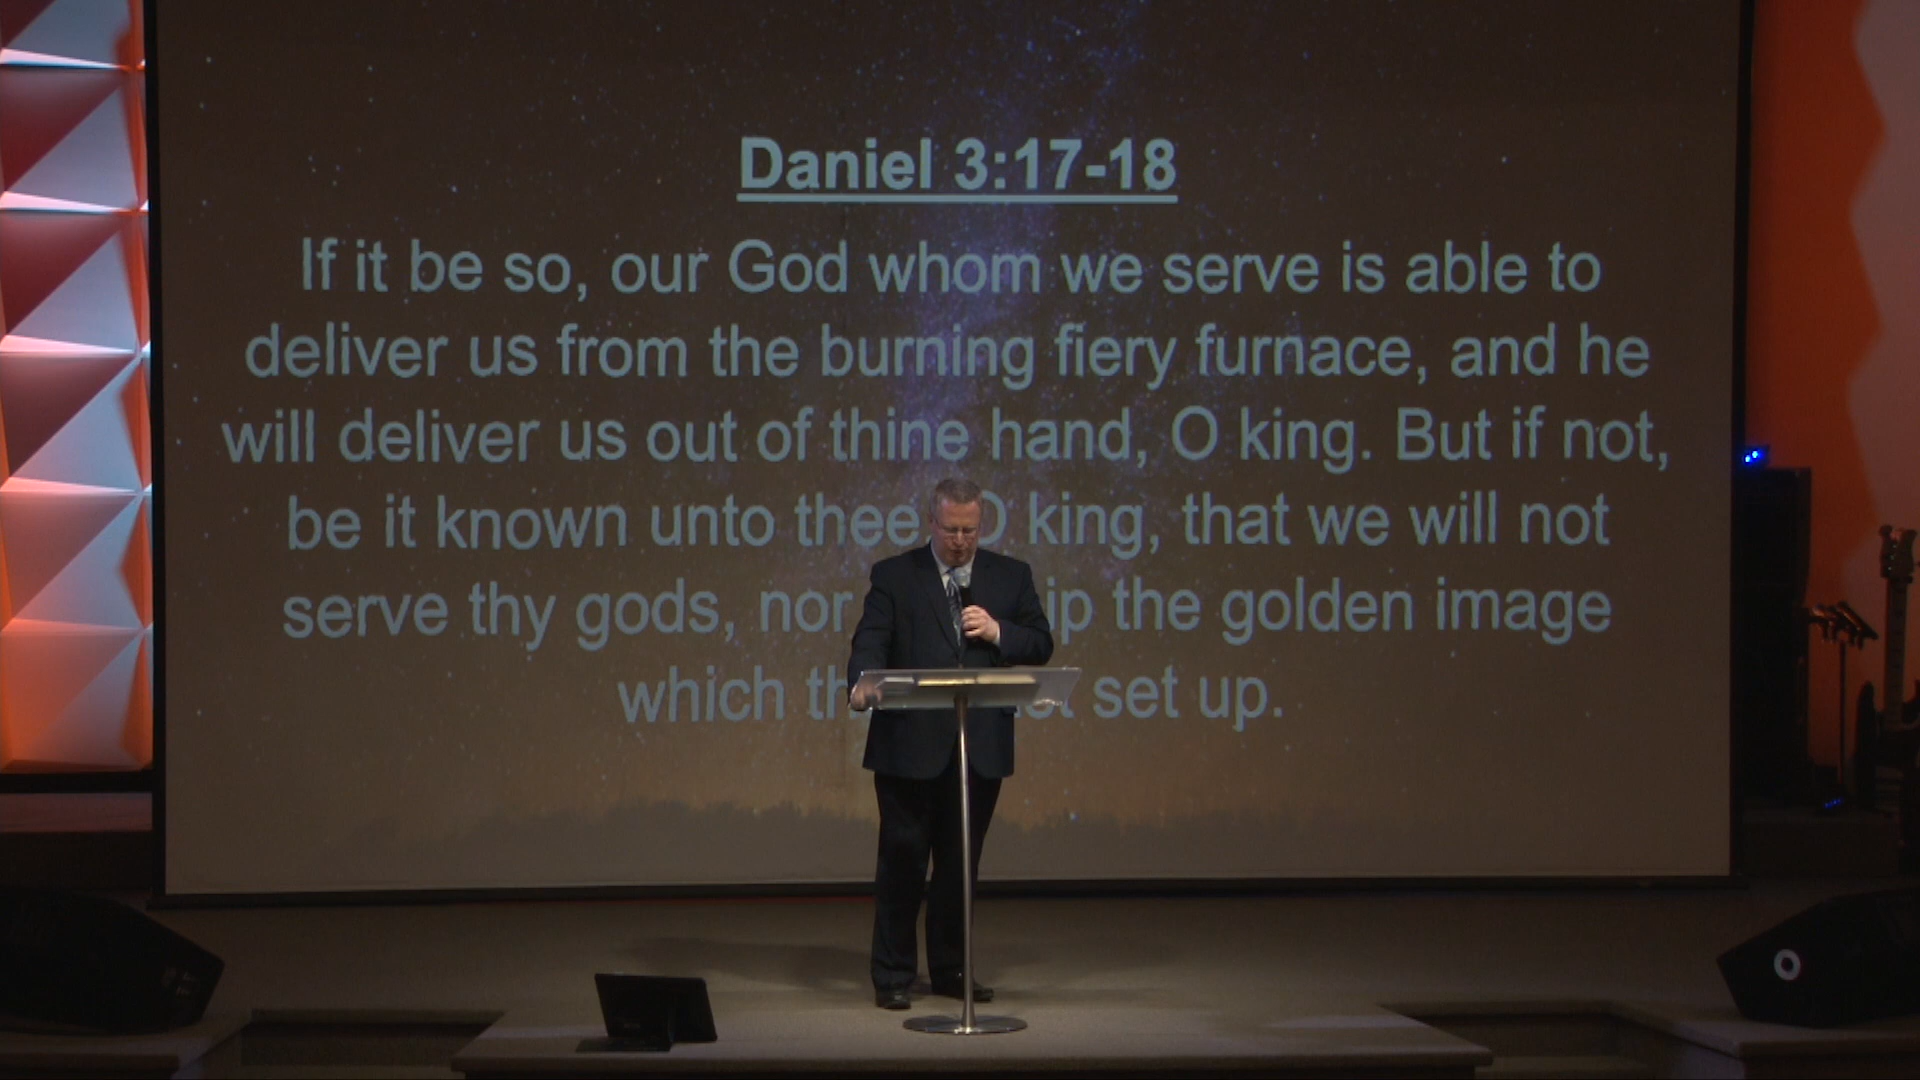 Daniel 3:17-18
If it be so, our God whom we serve is able to
deliver us from the burning fiery furnace, and he
will deliver us out of thine hand, O king. But if not,
be it known unto thee O king, that we will not
serve thy gods, nor the golden image
which set up.